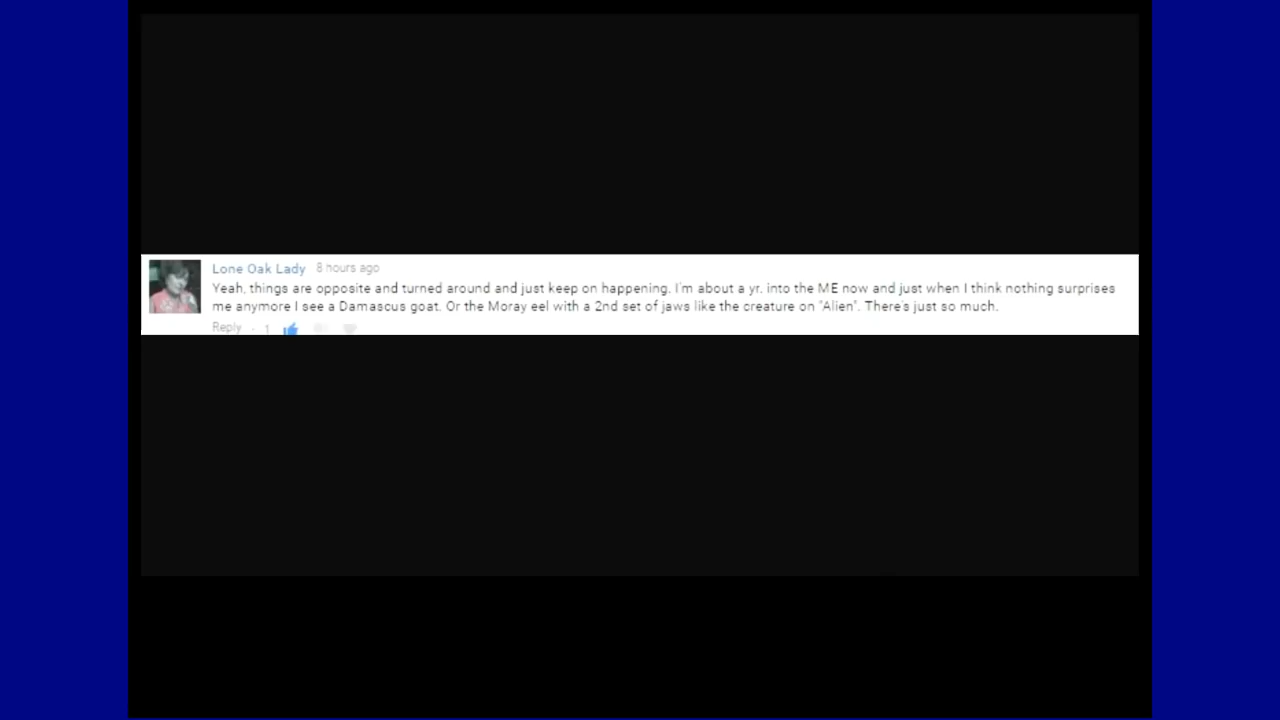 Lone Oak Lady 8 hours ago
Yeah, things are opposite and turned around and just keep on happening. I'm about a yr. into the ME now and just when I think nothing surprises
me anymore I see a Damascus goat. Or the Moray eel with a 2nd set of jaws like the creature on "Alien". There's just so much.
Reply · 1